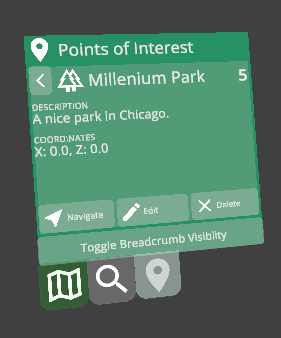 Points of Interest
Millenium Park 5
DESCRIPTION
A nice park in Chicago.
COORDINATES
X: 0.0, Z: 0.0
Navigate Edit Delete
Toggle Breadcrumb Visiblity